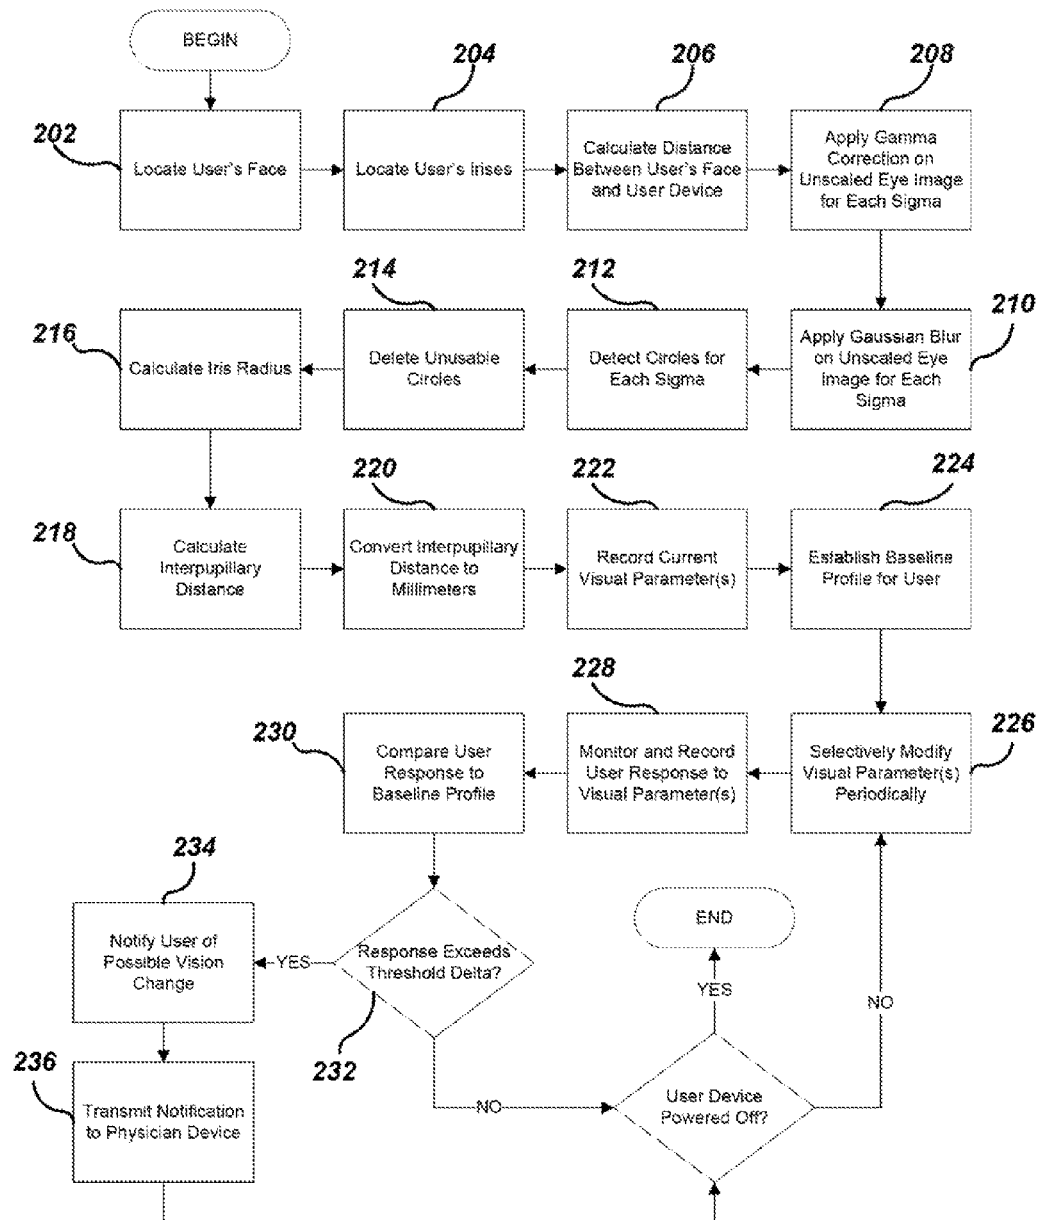 BEGIN
202
Locate User's Face
204
Locate User's Irises
206
Calculate Distance
Between User's Face
and User Device
208
Apply Gamma
Correction on
Unscaled Eye Image
for Each Sigma
210
Apply Gaussian Blur
on Unscaled Eye
Image for Each
Sigma
212
Detect Circles for
Each Sigma
214
Delete Unusable
Circles
216
Calculate Iris Radius
218
Calculate
Interpupillary
Distance
220
Convert Interpupillary
Distance to
Millimeters
222
Record Current
Visual Parameter(s)
224
Establish Baseline
Profile for User
226
Selectively Modify
Visual Parameter(s)
Periodically
228
Monitor and Record
User Response to
Visual Parameter(s)
230
Compare User
Response to
Baseline Profile
232
Response Exceeds
Threshold Delta?
YES
234
Notify User of
Possible Vision
Change
236
Transmit Notification
to Physician Device
NO
User Device
Powered Off?
YES
END
NO